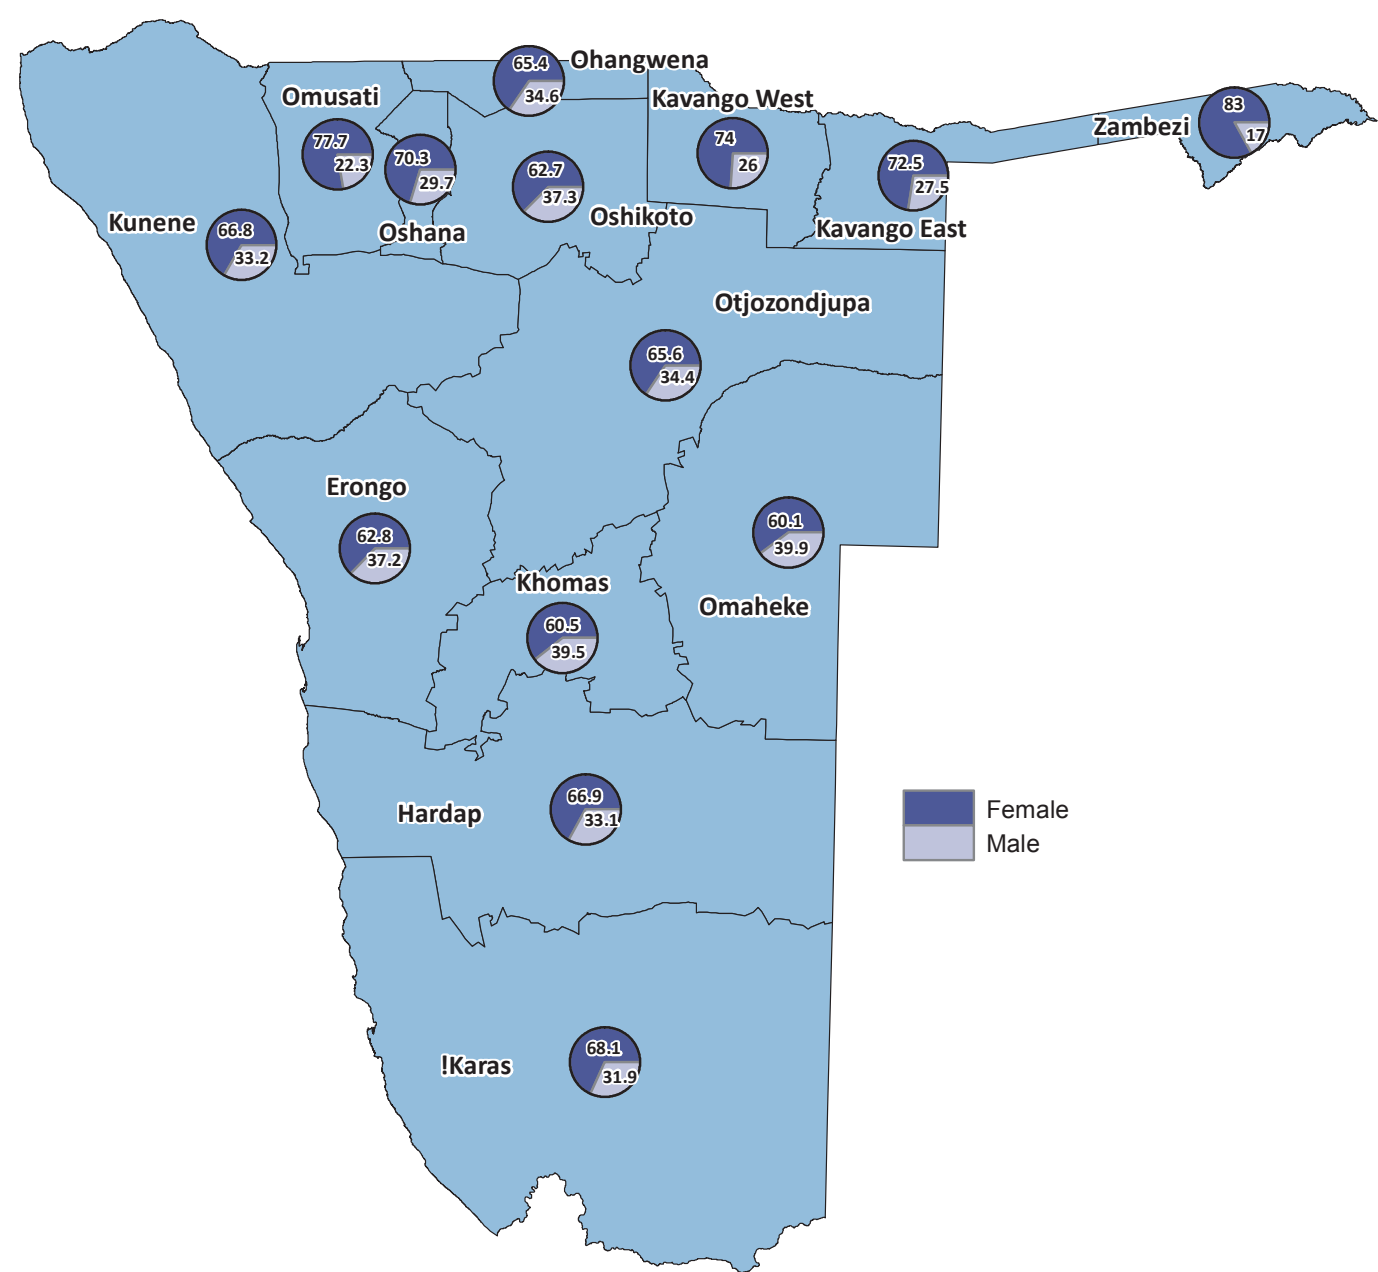 Ohangwena
65.4
34.6
Omusati
77.7
22.3
Kavango West
74
26
Zambezi
83
17
70.3
29.7
Oshana
62.7
37.3
Oshikoto
72.5
27.5
Kavango East
Kunene
66.8
33.2
Otjozondjupa
65.6
34.4
Erongo
62.8
37.2
60.1
39.9
Omaheke
Khomas
60.5
39.5
Hardap
66.9
33.1
Female
Male
!Karas
68.1
31.9